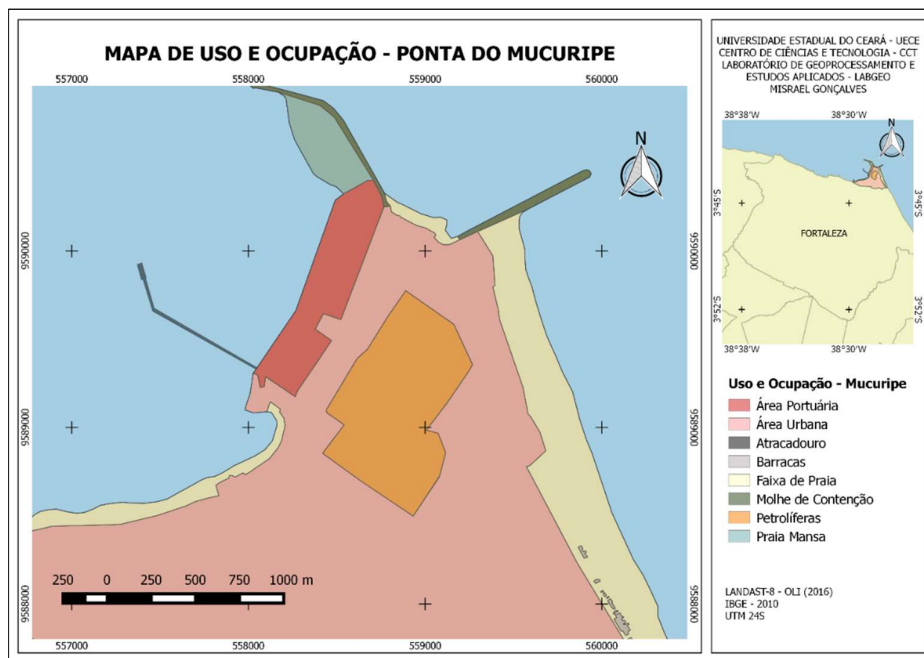 MAPA DE USO E OCUPAÇÃO - PONTA DO MUCURIPE
557000 558000 559000 560000
N
9590000 9590000
9589000 9589000
9588000 9588000
250 0 250 500 750 1000 m
557000 558000 559000 560000
UNIVERSIDADE ESTADUAL DO CEARÁ - UECE
CENTRO DE CIÊNCIAS E TECNOLOGIA - CCT
LABORATÓRIO DE GEOPROCESSAMENTO E
ESTUDOS APLICADOS - LABGEO
MISRAEL GONÇALVES
38°38'W 38°30'W
N
3°45'S 3°45'S
FORTALEZA
3°52'S 3°52'S
38°38'W 38°30'W
Uso e Ocupação - Mucuripe
Área Portuária
Área Urbana
Atracadouro
Barracas
Faixa de Praia
Molhe de Contenção
Petrolíferas
Praia Mansa
LANDAST-8 - OLI (2016)
IBGE - 2010
UTM 24S